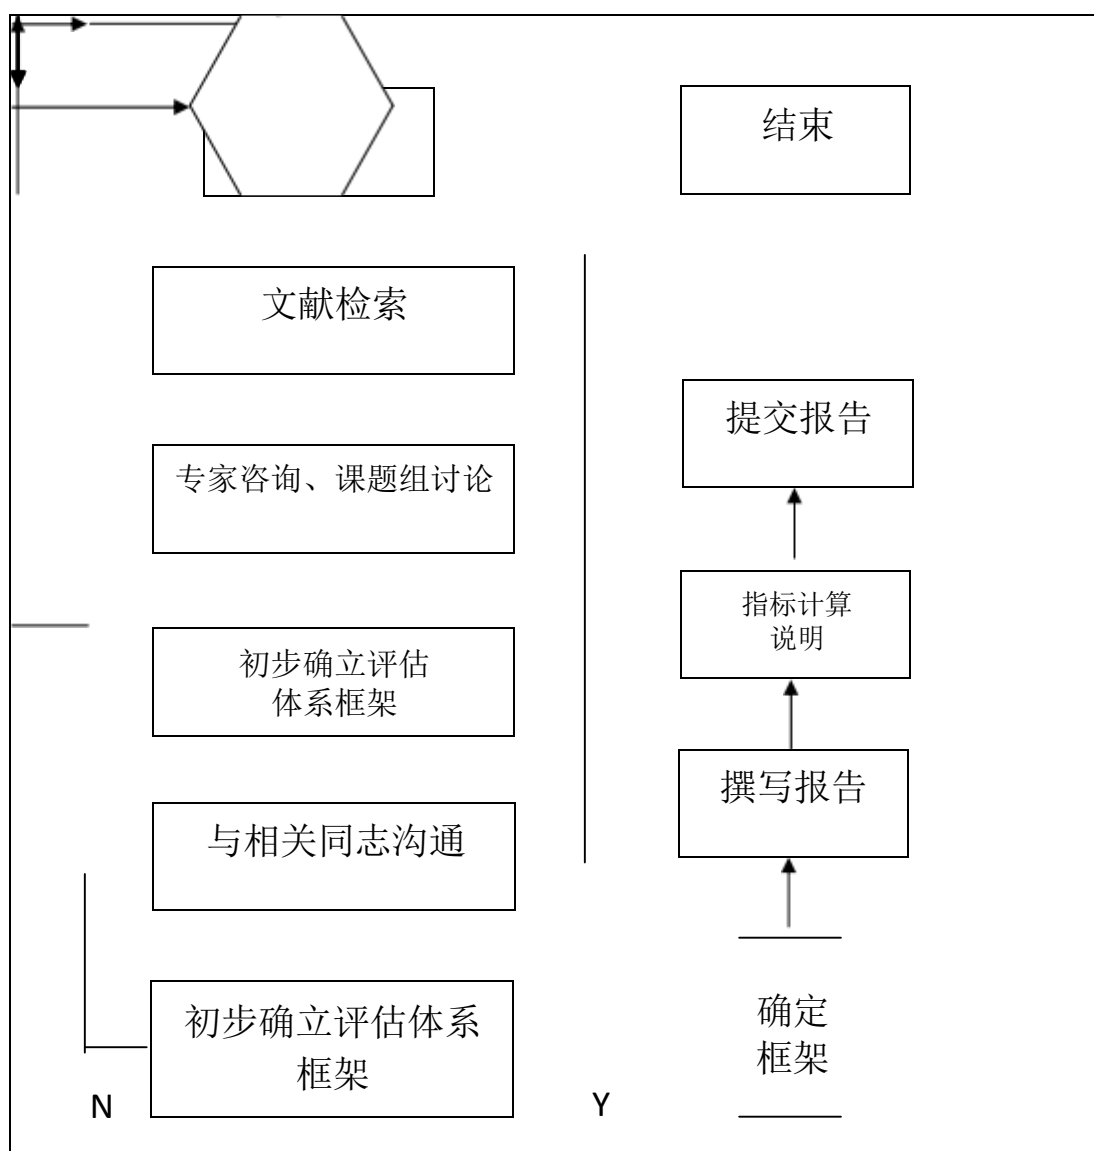 结束
文献检索
提交报告
专家咨询、课题组讨论
指标计算
说明
初步确立评估
体系框架
撰写报告
与相关同志沟通
初步确立评估体系
框架
确定
框架
N
Y